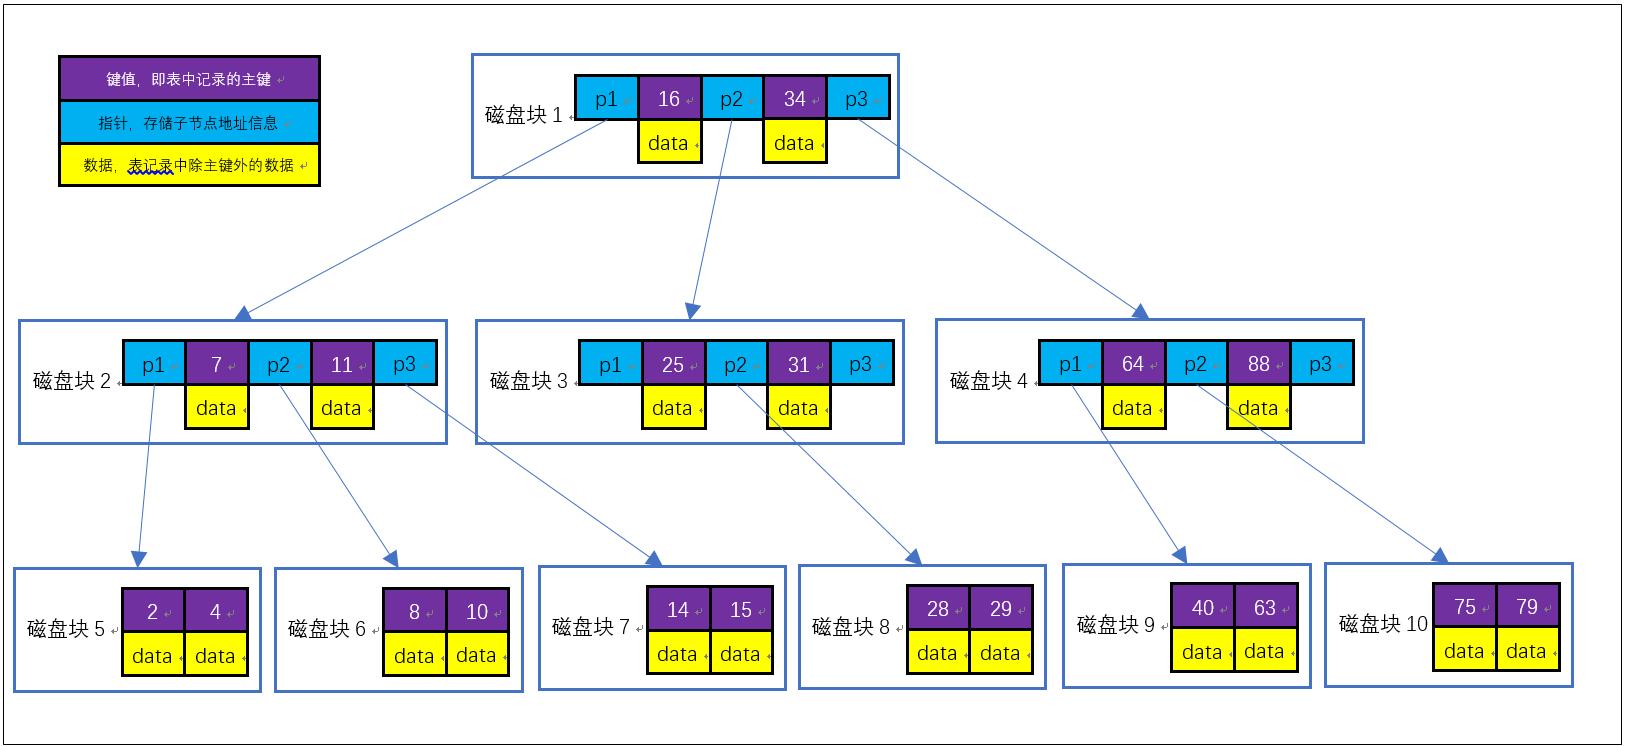 键值，即表中记录的主键
指针，存储子节点地址信息
数据，表记录中除主键外的数据
磁盘块 1 p1 16 p2 34 p3
data data
磁盘块 2 p1 7 p2 11 p3
data data
磁盘块 3 p1 25 p2 31 p3
data data
磁盘块 4 p1 64 p2 88 p3
data data
磁盘块 5 2 4
data data
磁盘块 6 8 10
data data
磁盘块 7 14 15
data data
磁盘块 8 28 29
data data
磁盘块 9 40 63
data data
磁盘块 10 75 79
data data